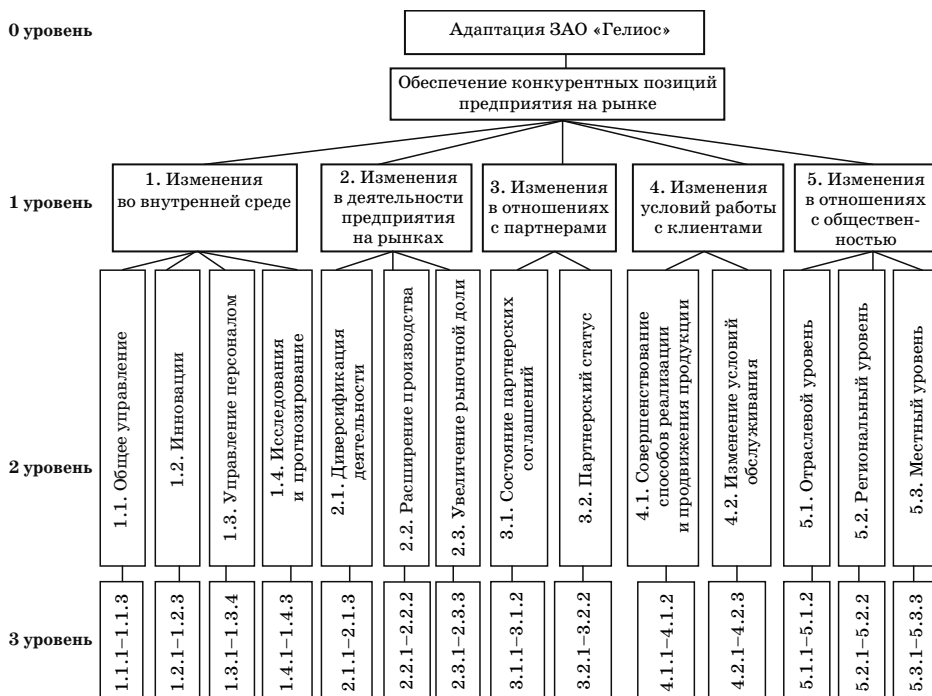 0 уровень
Адаптация ЗАО «Гелиос»
Обеспечение конкурентных позиций
предприятия на рынке
1 уровень
1. Изменения
во внутренней среде
2. Изменения
в деятельности
предприятия
на рынках
3. Изменения
в отношениях
с партнерами
4. Изменения
условий работы
с клиентами
5. Изменения
в отношениях
с обществен-
ностью
2 уровень
1.1. Общее управление
1.2. Инновации
1.3. Управление персоналом
1.4. Исследования
и прогнозирование
2.1. Диверсификация
деятельности
2.2. Расширение производства
2.3. Увеличение рыночной доли
3.1. Состояние партнерских
соглашений
3.2. Партнерский статус
4.1. Совершенствование
способов реализации
и продвижения продукции
4.2. Изменение условий
обслуживания
5.1. Отраслевой уровень
5.2. Региональный уровень
5.3. Местный уровень
3 уровень
1.1.1–1.1.3
1.2.1–1.2.3
1.3.1–1.3.4
1.4.1–1.4.3
2.1.1–2.1.3
2.2.1–2.2.2
2.3.1–2.3.3
3.1.1–3.1.2
3.2.1–3.2.2
4.1.1–4.1.2
4.2.1–4.2.3
5.1.1–5.1.2
5.2.1–5.2.2
5.3.1–5.3.3